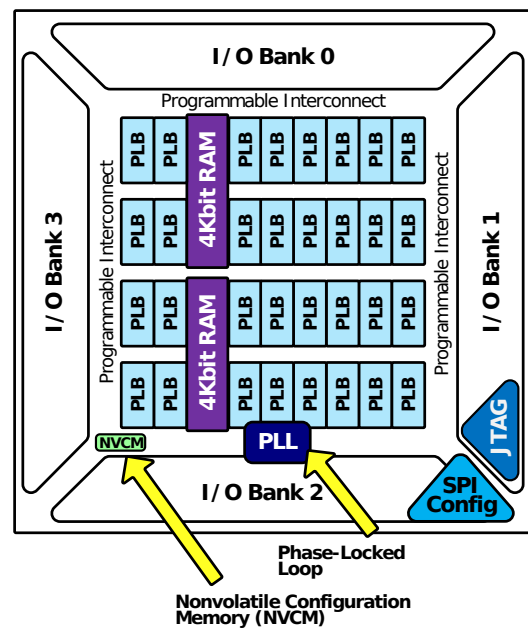 I/O Bank 0
Programmable Interconnect
I/O Bank 3
Programmable Interconnect
PLB PLB 4Kbit RAM PLB PLB PLB PLB PLB PLB
PLB PLB PLB PLB PLB PLB PLB PLB
PLB PLB 4Kbit RAM PLB PLB PLB PLB PLB PLB
PLB PLB PLB PLB PLB PLB PLB PLB
Programmable Interconnect
I/O Bank 1
NVCM
PLL
JTAG
I/O Bank 2
SPI
Config
Phase-Locked
Loop
Nonvolatile Configuration
Memory (NVCM)